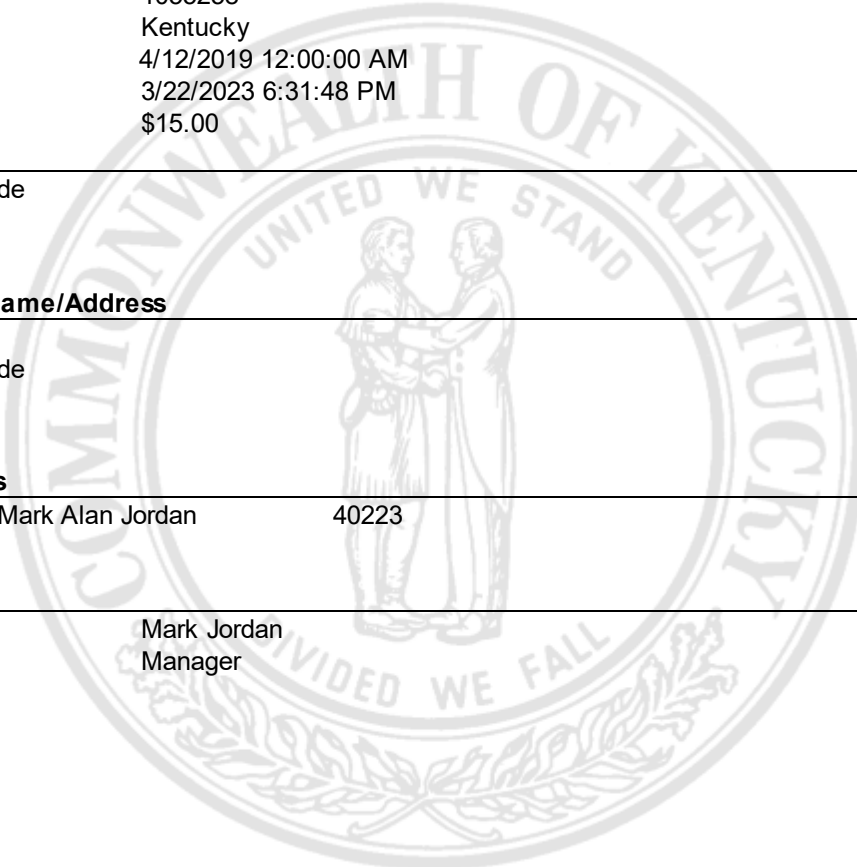 Kentucky
4/12/2019 12:00:00 AM
3/22/2023 6:31:48 PM
$15.00
de
ame/Address
de
s
Mark Alan Jordan 40223
Mark Jordan
Manager
COMMONWEALTH OF KENTUCKY
UNITED WE STAND
DIVIDED WE FALL